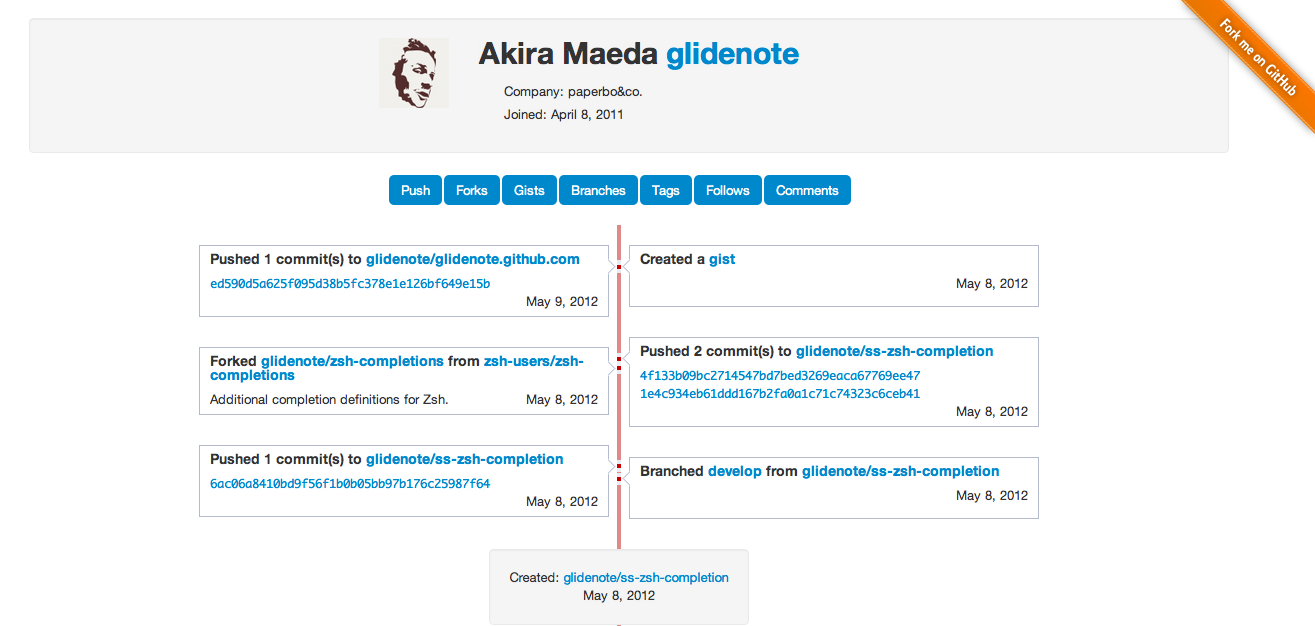 Akira Maeda glidenote
Fork me on GitHub
Company: paperbo&co.
Joined: April 8, 2011
Push Forks Gists Branches Tags Follows Comments
Pushed 1 commit(s) to glidenote/glidenote.github.com
ed590d5a625f095d38b5fc378e1e126bf649e15b
May 9, 2012
Created a gist
May 8, 2012
Forked glidenote/zsh-completions from zsh-users/zsh-
completions
Additional completion definitions for Zsh. May 8, 2012
Pushed 2 commit(s) to glidenote/ss-zsh-completion
4f133b09bc2714547bd7bed3269eaca67769ee47
1e4c934eb61ddd167b2fa0a1c71c74323c6ceb41
May 8, 2012
Pushed 1 commit(s) to glidenote/ss-zsh-completion
6ac06a8410bd9f56f1b0b05bb97b176c25987f64
May 8, 2012
Branched develop from glidenote/ss-zsh-completion
May 8, 2012
Created: glidenote/ss-zsh-completion
May 8, 2012